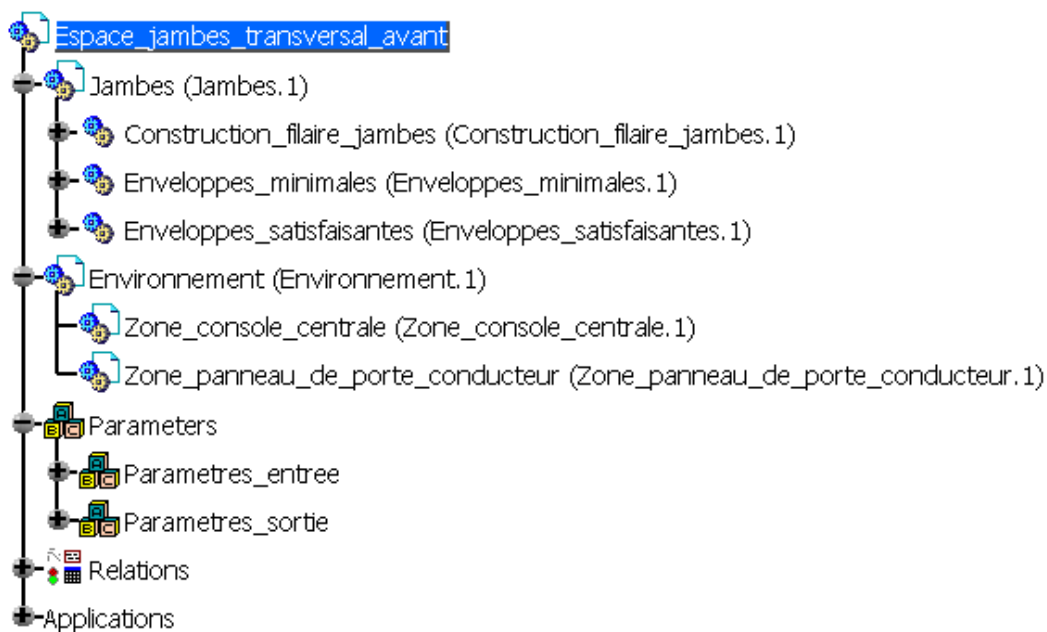 Espace_jambes_transversal_avant
Jambes (Jambes.1)
Construction_filaire_jambes (Construction_filaire_jambes.1)
Enveloppes_minimales (Enveloppes_minimales.1)
Enveloppes_satisfaisantes (Enveloppes_satisfaisantes.1)
Environnement (Environnement.1)
Zone_console_centrale (Zone_console_centrale.1)
Zone_panneau_de_porte_conducteur (Zone_panneau_de_porte_conducteur.1)
Parameters
Parametres_entree
Parametres_sortie
Relations
Applications